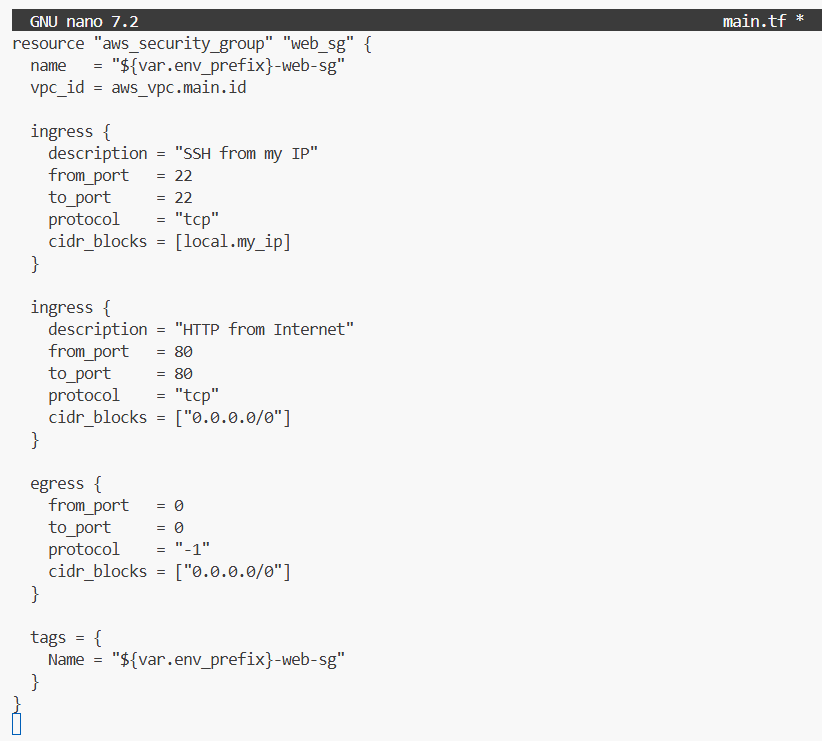 GNU nano 7.2 main.tf *
resource "aws_security_group" "web_sg" {
  name   = "${var.env_prefix}-web-sg"
  vpc_id = aws_vpc.main.id

  ingress {
    description = "SSH from my IP"
    from_port   = 22
    to_port     = 22
    protocol    = "tcp"
    cidr_blocks = [local.my_ip]
  }

  ingress {
    description = "HTTP from Internet"
    from_port   = 80
    to_port     = 80
    protocol    = "tcp"
    cidr_blocks = ["0.0.0.0/0"]
  }

  egress {
    from_port   = 0
    to_port     = 0
    protocol    = "-1"
    cidr_blocks = ["0.0.0.0/0"]
  }

  tags = {
    Name = "${var.env_prefix}-web-sg"
  }
}